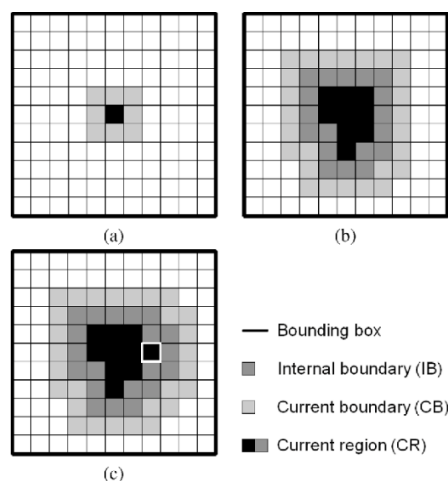 (a)
(b)
(c)
Bounding box
Internal boundary (IB)
Current boundary (CB)
Current region (CR)